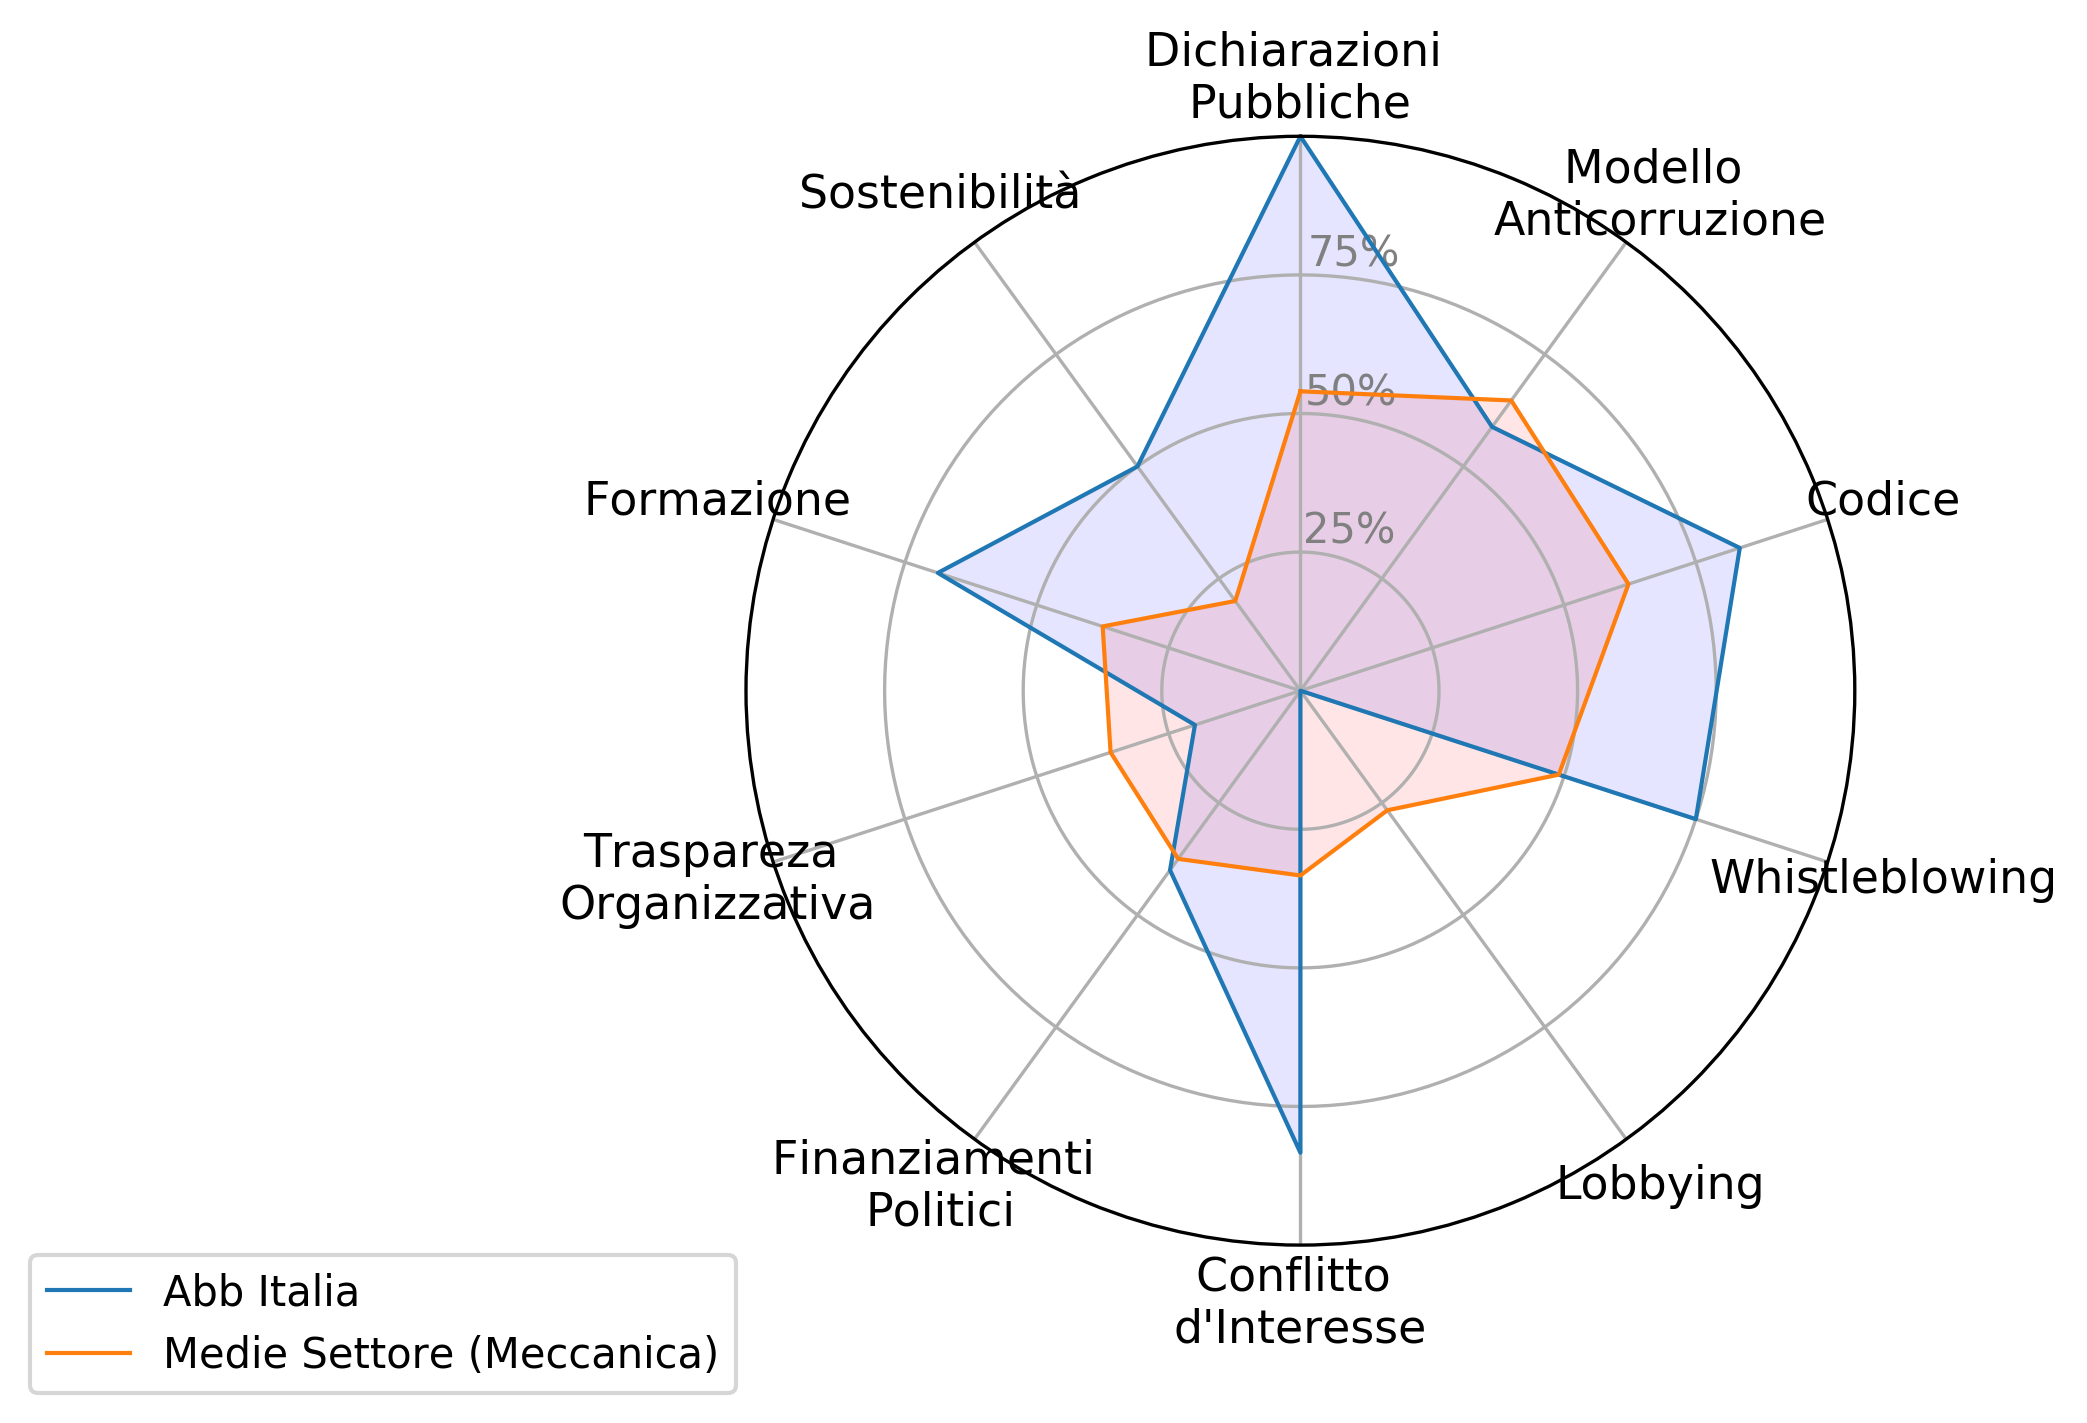 Dichiarazioni
Pubbliche
Modello
Anticorruzione
Sostenibilità
75%
50%
Formazione
Codice
25%
Traspareza
Organizzativa
Whistleblowing
Finanziamenti
Politici
Lobbying
Conflitto
d'Interesse
Abb Italia
Medie Settore (Meccanica)